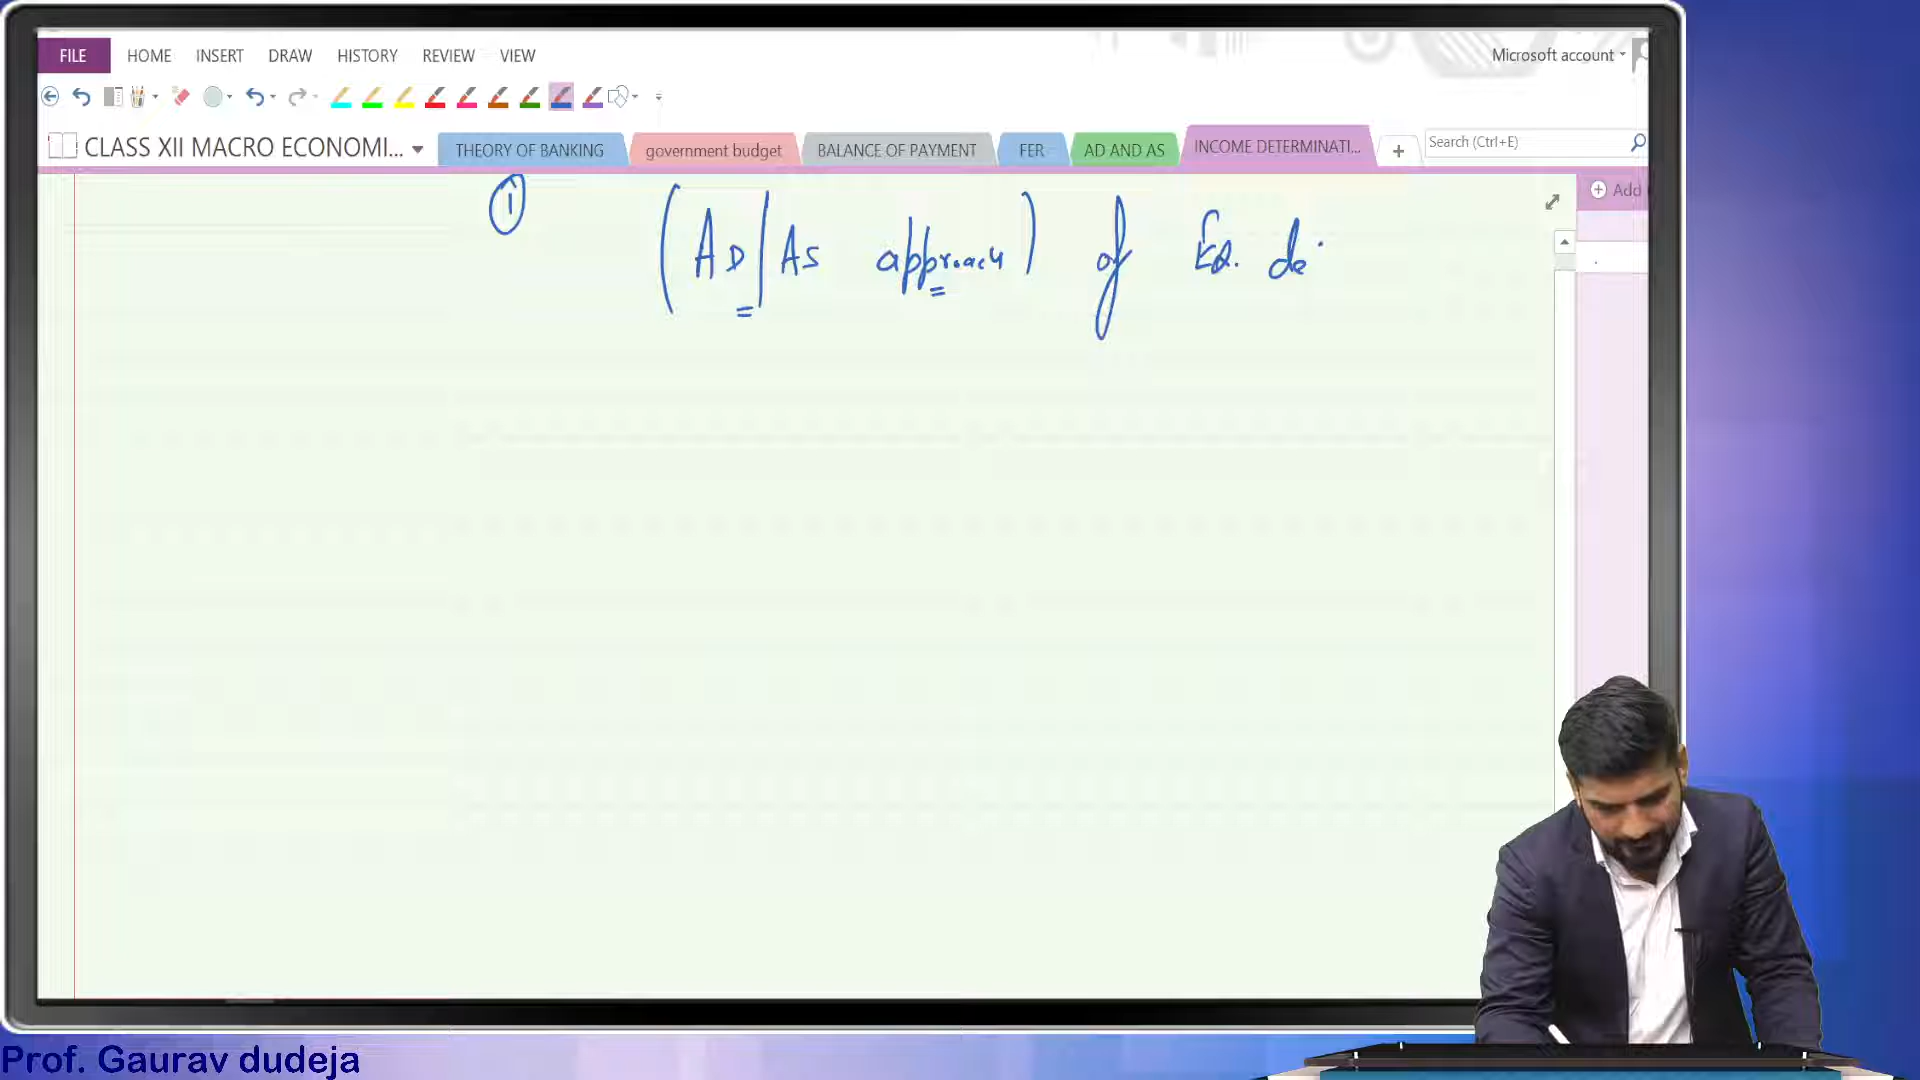 FILE HOME INSERT DRAW HISTORY REVIEW VIEW Microsoft account
CLASS XII MACRO ECONOMI... THEORY OF BANKING government budget BALANCE OF PAYMENT FER AD AND AS INCOME DETERMINATI... + Search (Ctrl+E)
Add
①
(AD/AS approach) of Eq. de
Prof. Gaurav dudeja